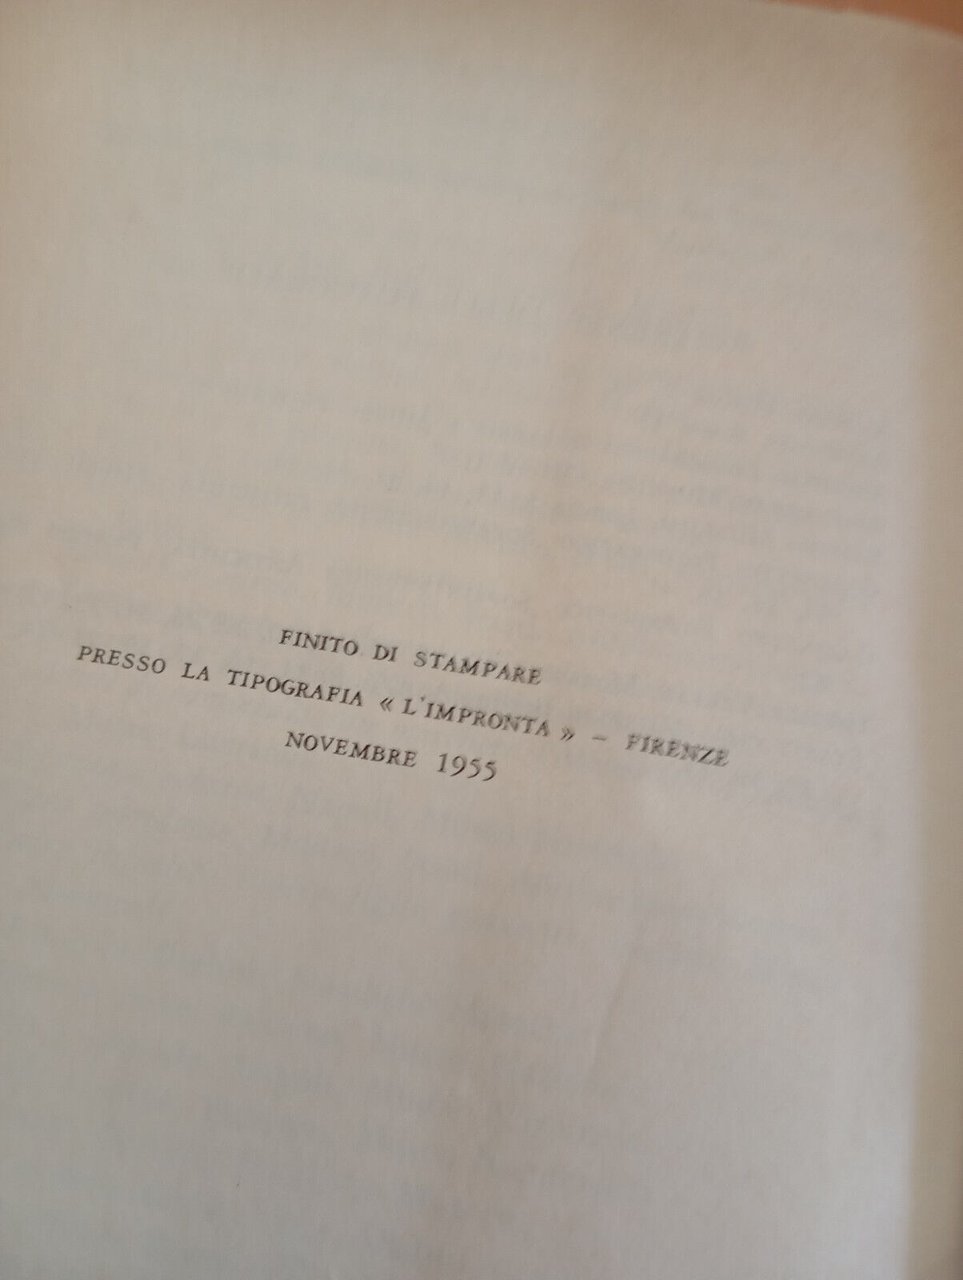 FINITO DI STAMPARE
PRESSO LA TIPOGRAFIA « L'IMPRONTA » – FIRENZE
NOVEMBRE 1955